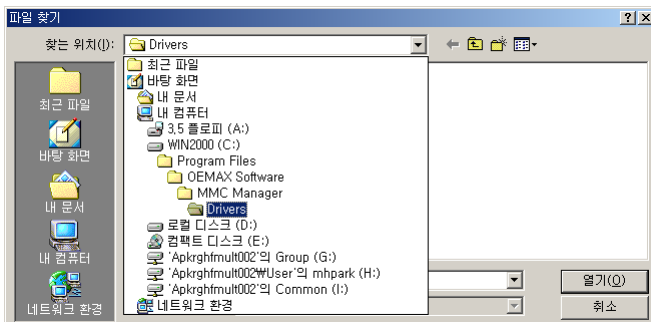 파일 찾기
찾는 위치(I):
Drivers
최근 파일
바탕 화면
내 문서
내 컴퓨터
3,5 플로피 (A:)
WIN2000 (C:)
Program Files
OEMAX Software
MMC Manager
Drivers
로컬 디스크 (D:)
컴팩트 디스크 (E:)
'Apkrghfmult002'의 Group (G:)
'Apkrghfmult002₩User'의 mhpark (H:)
'Apkrghfmult002'의 Common (I:)
네트워크 환경
최근 파일
바탕 화면
내 문서
내 컴퓨터
네트워크 환경
열기(O)
취소